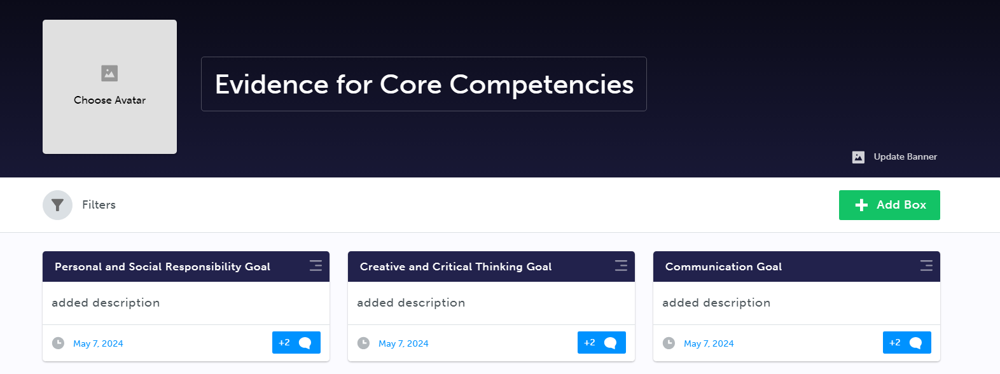 Choose Avatar
Evidence for Core Competencies
Update Banner
Filters
Add Box
Personal and Social Responsibility Goal
added description
May 7, 2024
+2
Creative and Critical Thinking Goal
added description
May 7, 2024
+2
Communication Goal
added description
May 7, 2024
+2